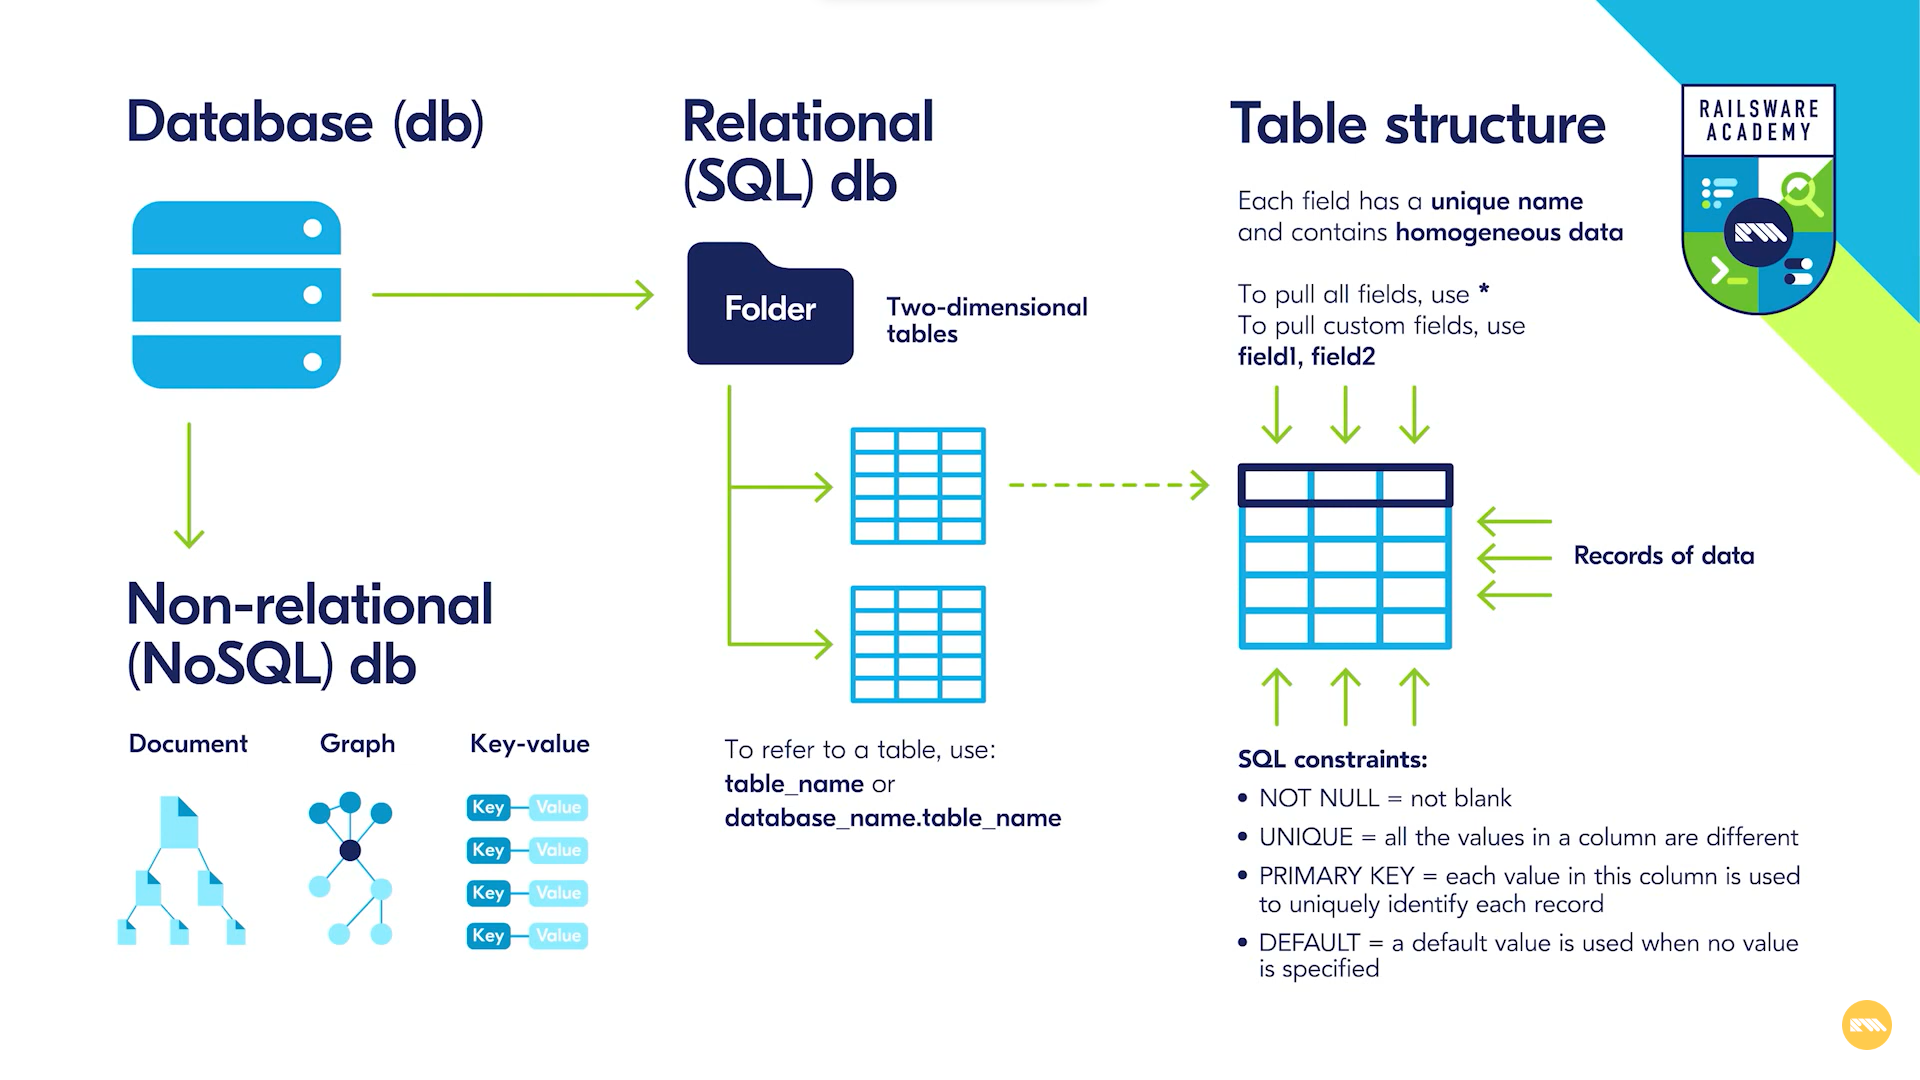 Database (db)
Non-relational
(NoSQL) db
Document
Graph
Key-value
Key
Value
Key
Value
Key
Value
Key
Value
Relational
(SQL) db
Folder
Two-dimensional
tables
To refer to a table, use:
table_name or
database_name.table_name
Table structure
Each field has a unique name
and contains homogeneous data
To pull all fields, use *
To pull custom fields, use
field1, field2
Records of data
SQL constraints:
• NOT NULL = not blank
• UNIQUE = all the values in a column are different
• PRIMARY KEY = each value in this column is used
to uniquely identify each record
• DEFAULT = a default value is used when no value
is specified
RAILSWARE
ACADEMY